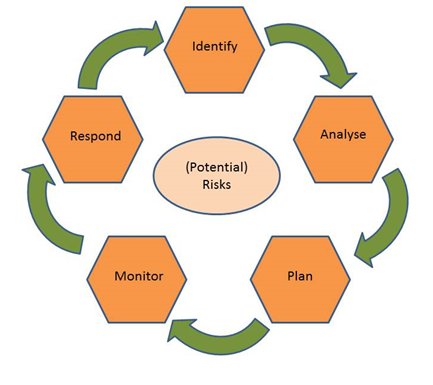 Identify
Analyse
Plan
Monitor
Respond
(Potential)
Risks